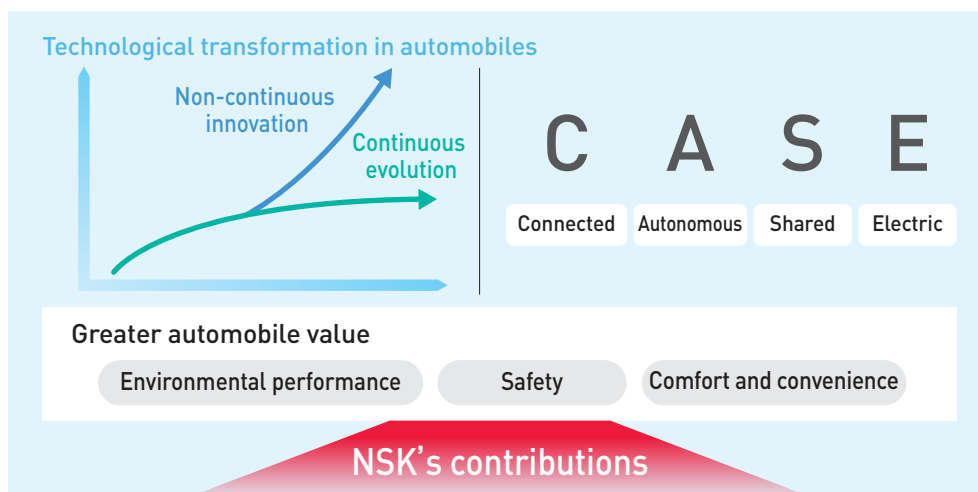 Technological transformation in automobiles
Non-continuous
innovation
Continuous
evolution
C A S E
Connected Autonomous Shared Electric
Greater automobile value
Environmental performance Safety Comfort and convenience
NSK's contributions